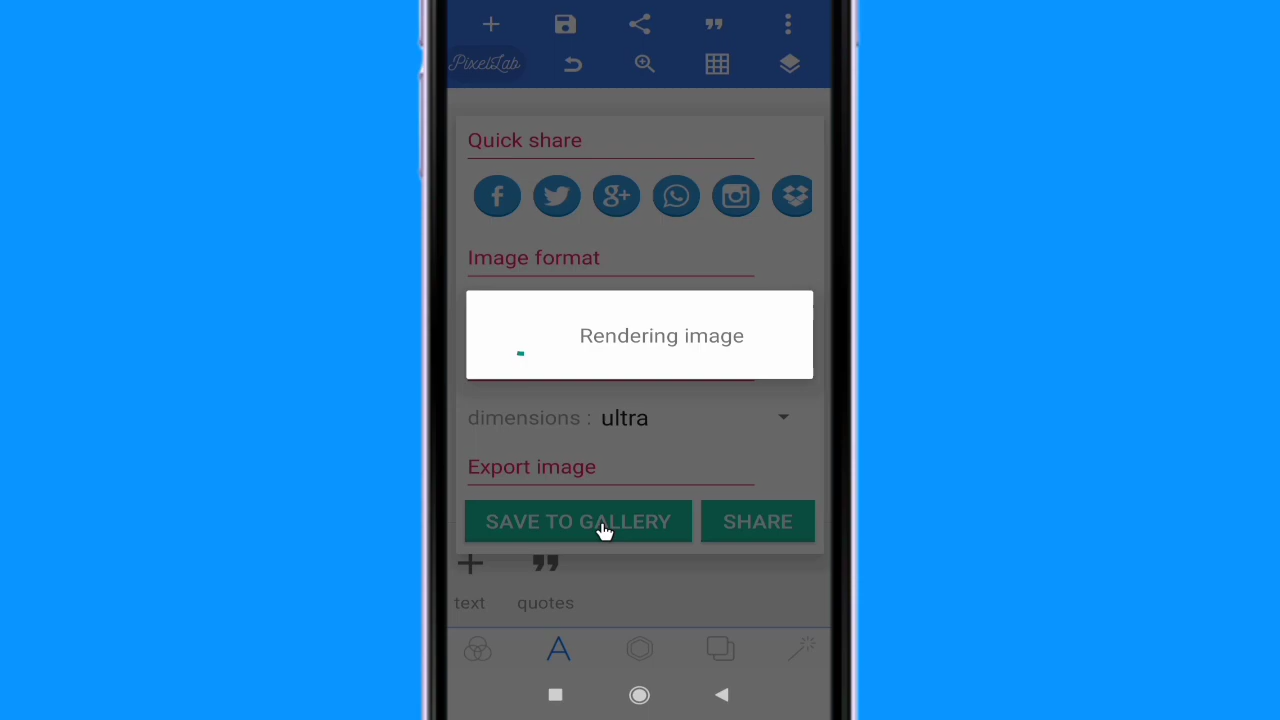 PixelLab
Quick share
Image format
Rendering image
dimensions : ultra
Export image
SAVE TO GALLERY SHARE
text quotes